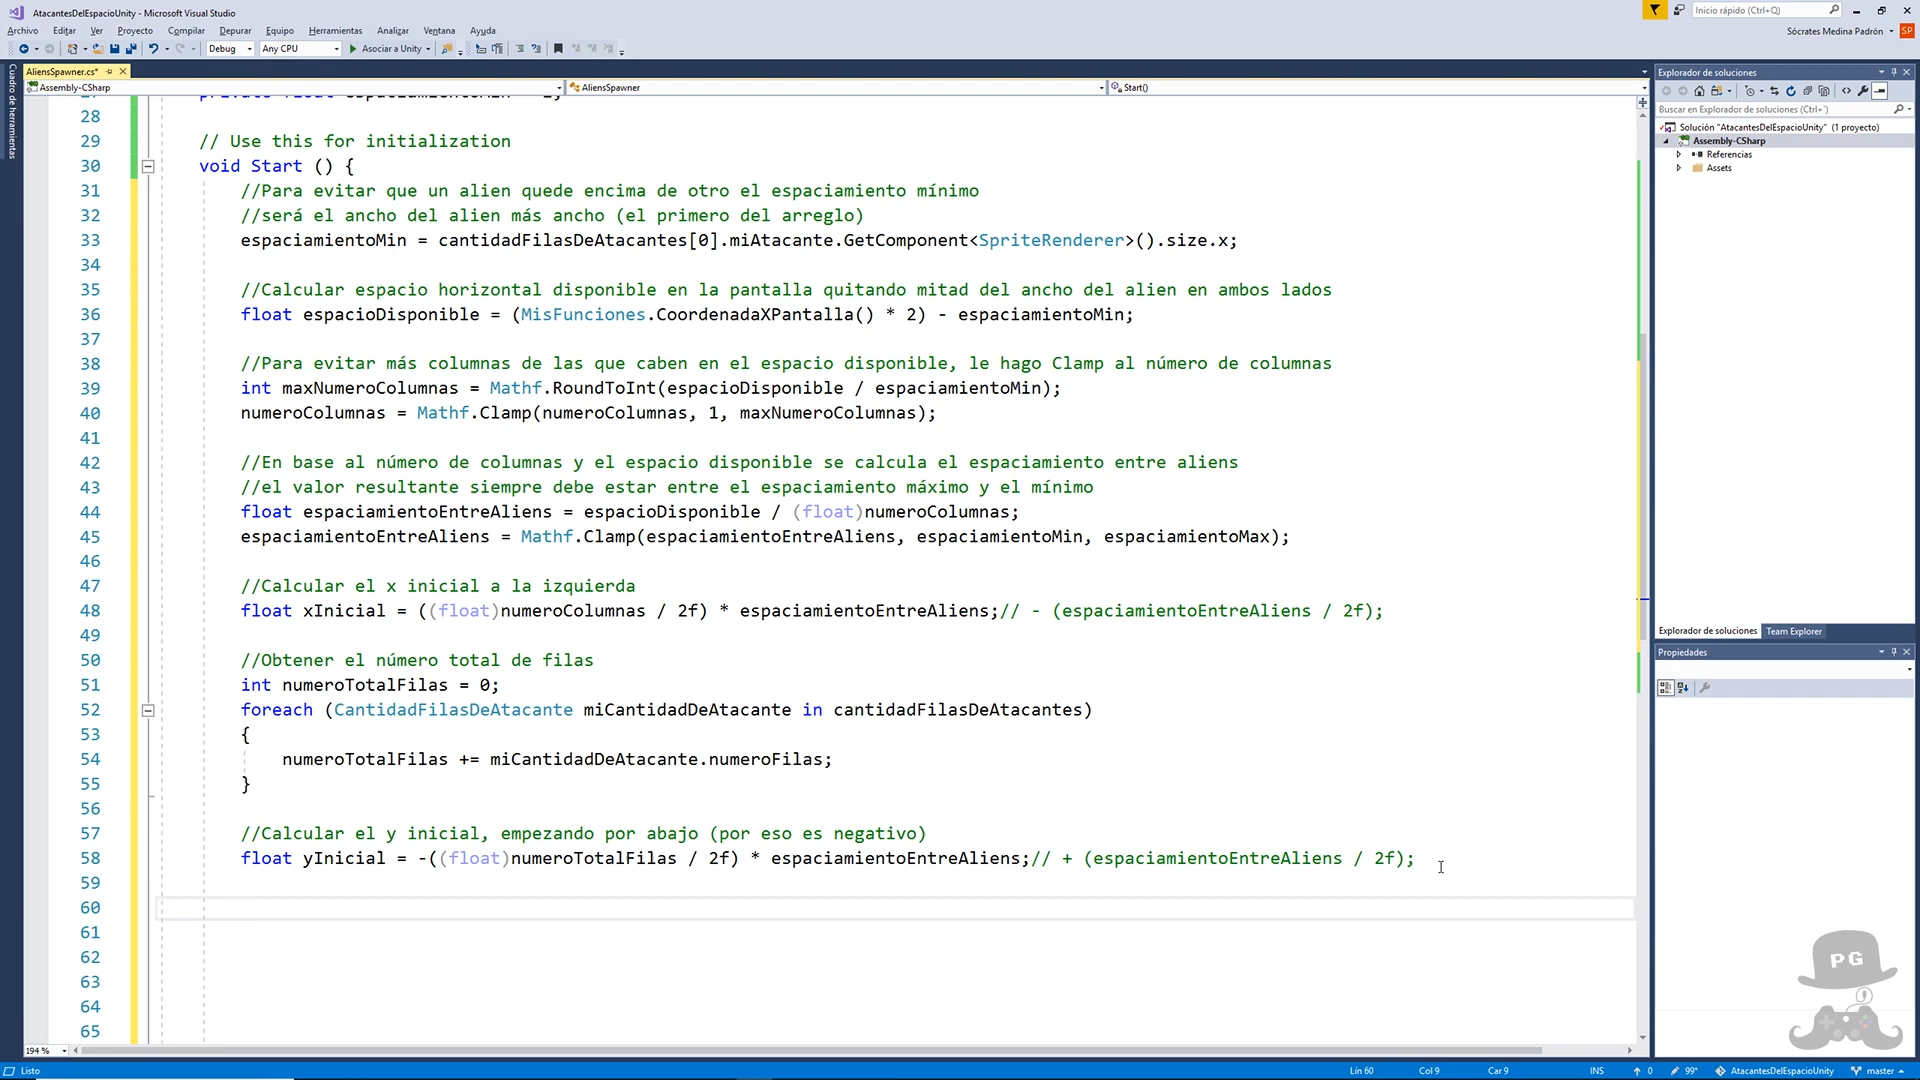 AtacantesDelEspacioUnity - Microsoft Visual Studio
Inicio rápido (Ctrl+Q)
Archivo Editar Ver Proyecto Compilar Depurar Equipo Herramientas Analizar Ventana Ayuda
Sócrates Medina Padrón
SP
Debug Any CPU Asociar a Unity
Cuadro de herramientas
AliensSpawner.cs*
Assembly-CSharp AliensSpawner Start()
28
29 // Use this for initialization
30 void Start () {
31 //Para evitar que un alien quede encima de otro el espaciamiento mínimo
32 //será el ancho del alien más ancho (el primero del arreglo)
33 espaciamientoMin = cantidadFilasDeAtacantes[0].miAtacante.GetComponent<SpriteRenderer>().size.x;
34
35 //Calcular espacio horizontal disponible en la pantalla quitando mitad del ancho del alien en ambos lados
36 float espacioDisponible = (MisFunciones.CoordenadaXPantalla() * 2) - espaciamientoMin;
37
38 //Para evitar más columnas de las que caben en el espacio disponible, le hago Clamp al número de columnas
39 int maxNumeroColumnas = Mathf.RoundToInt(espacioDisponible / espaciamientoMin);
40 numeroColumnas = Mathf.Clamp(numeroColumnas, 1, maxNumeroColumnas);
41
42 //En base al número de columnas y el espacio disponible se calcula el espaciamiento entre aliens
43 //el valor resultante siempre debe estar entre el espaciamiento máximo y el mínimo
44 float espaciamientoEntreAliens = espacioDisponible / (float)numeroColumnas;
45 espaciamientoEntreAliens = Mathf.Clamp(espaciamientoEntreAliens, espaciamientoMin, espaciamientoMax);
46
47 //Calcular el x inicial a la izquierda
48 float xInicial = ((float)numeroColumnas / 2f) * espaciamientoEntreAliens;// - (espaciamientoEntreAliens / 2f);
49
50 //Obtener el número total de filas
51 int numeroTotalFilas = 0;
52 foreach (CantidadFilasDeAtacante miCantidadDeAtacante in cantidadFilasDeAtacantes)
53 {
54 numeroTotalFilas += miCantidadDeAtacante.numeroFilas;
55 }
56
57 //Calcular el y inicial, empezando por abajo (por eso es negativo)
58 float yInicial = -((float)numeroTotalFilas / 2f) * espaciamientoEntreAliens;// + (espaciamientoEntreAliens / 2f);
59
60
61
62
63
64
65
194 %
Explorador de soluciones
Buscar en Explorador de soluciones (Ctrl+´)
Solución "AtacantesDelEspacioUnity" (1 proyecto)
Assembly-CSharp
Referencias
Assets
Explorador de soluciones Team Explorer
Propiedades
PG
Listo Lín 60 Col 9 Car 9 INS 0 99* AtacantesDelEspacioUnity master